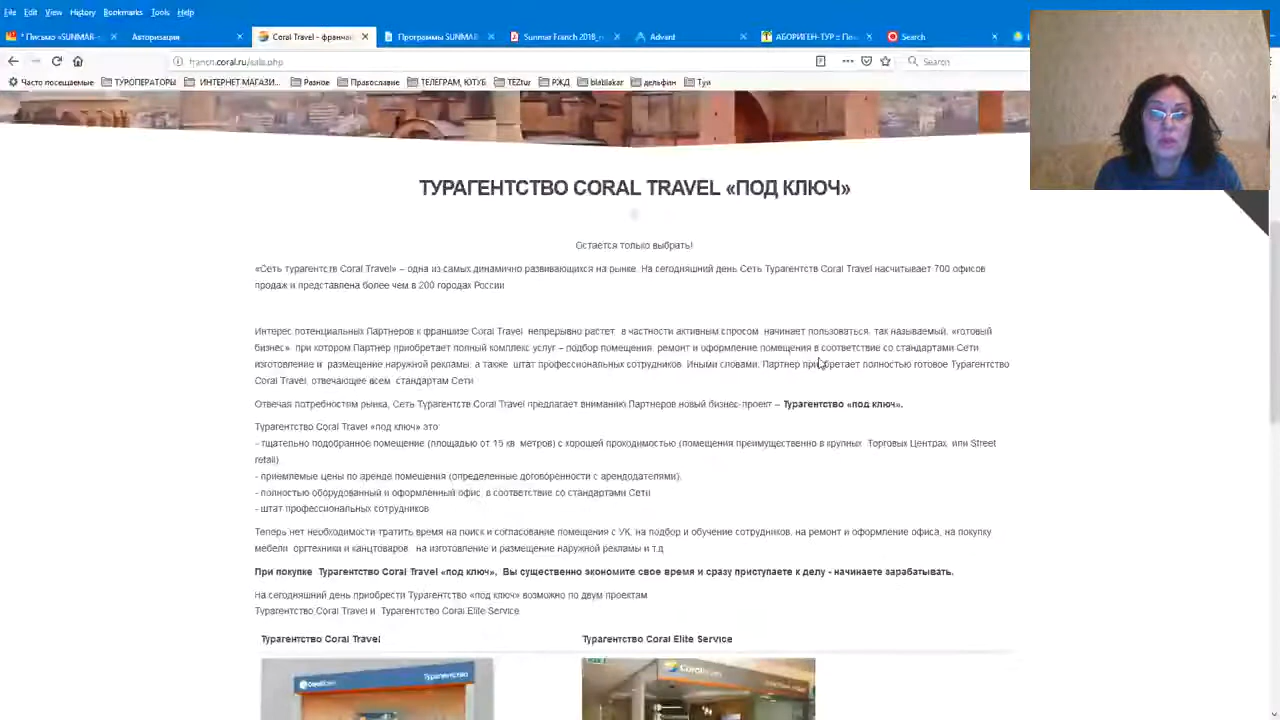 Bookmarks Tools Help
* Письмо «SUNMAR-
Авторизация
Coral Travel - франчай
Программы SUNMAR
Sunmar Franch 2018
Advant
АБОРИГЕН-ТУР
Search
franch.coral.ru/sale.php
Search
Часто посещаемые ТУРОПЕРАТОРЫ ИНТЕРНЕТ МАГАЗИ... Разное Православие ТЕЛЕГРАМ, ЮТУБ TEZtur РЖД blablakar дельфин Туи
ТУРАГЕНТСТВО CORAL TRAVEL «ПОД КЛЮЧ»
Остается только выбрать!
«Сеть турагентств Coral Travel» – одна из самых динамично развивающихся на рынке. На сегодняшний день Сеть Турагентств Coral Travel насчитывает 700 офисов
продаж и представлена более чем в 200 городах России
Интерес потенциальных Партнеров к франшизе Coral Travel непрерывно растет, в частности активным спросом начинает пользоваться, так называемый, «готовый
бизнес», при котором Партнер приобретает полный комплекс услуг – подбор помещения, ремонт и оформление помещения в соответствие со стандартами Сети
изготовление и размещение наружной рекламы, а также штат профессиональных сотрудников. Иными словами, Партнер приобретает полностью готовое Турагентство
Coral Travel, отвечающее всем стандартам Сети
Отвечая потребностям рынка, Сеть Турагентств Coral Travel предлагает вниманию Партнеров новый бизнес-проект – Турагентство «под ключ».
Турагентство Coral Travel «под ключ» это
- тщательно подобранное помещение (площадью от 15 кв. метров) с хорошей проходимостью (помещения преимущественно в крупных Торговых Центрах, или Street
retail)
- приемлемые цены по аренде помещения (определенные договоренности с арендодателями),
- полностью оборудованный и оформленный офис, в соответствие со стандартами Сети
- штат профессиональных сотрудников
Теперь нет необходимости тратить время на поиск и согласование помещения с УК, на подбор и обучение сотрудников, на ремонт и оформление офиса, на покупку
мебели, оргтехники и канцтоваров, на изготовление и размещение наружной рекламы и т.д
При покупке Турагентство Coral Travel «под ключ», Вы существенно экономите свое время и сразу приступаете к делу - начинаете зарабатывать.
На сегодняшний день приобрести Турагентство «под ключ» возможно по двум проектам
Турагентство Coral Travel и Турагентство Coral Elite Service
Турагентство Coral Travel
Турагентство Coral Elite Service
Турагентство